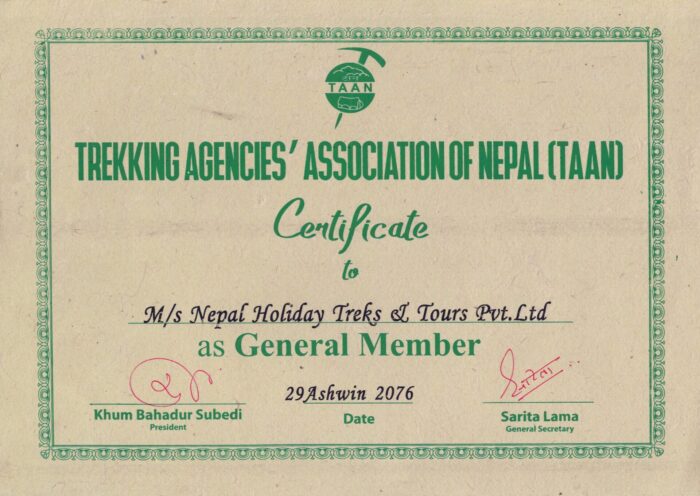 TAAN
TREKKING AGENCIES' ASSOCIATION OF NEPAL (TAAN)
Certificate
to
M/s Nepal Holiday Treks & Tours Pvt.Ltd
as General Member
29Ashwin 2076
Khum Bahadur Subedi
President
Date
Sarita Lama
General Secretary